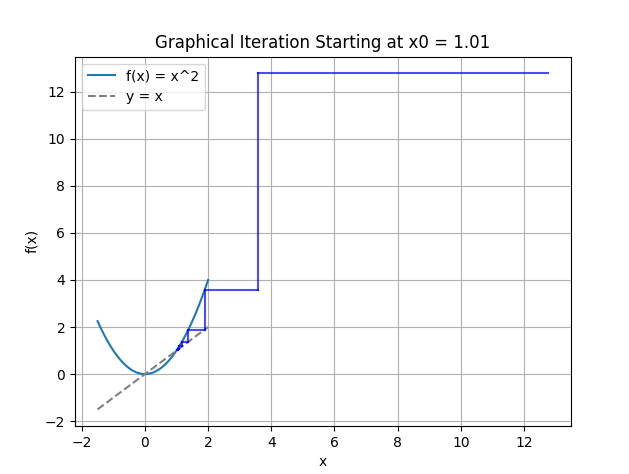 Graphical Iteration Starting at x0 = 1.01
f(x) = x^2
y = x
f(x)
12
10
8
6
4
2
0
−2
−2 0 2 4 6 8 10 12
x